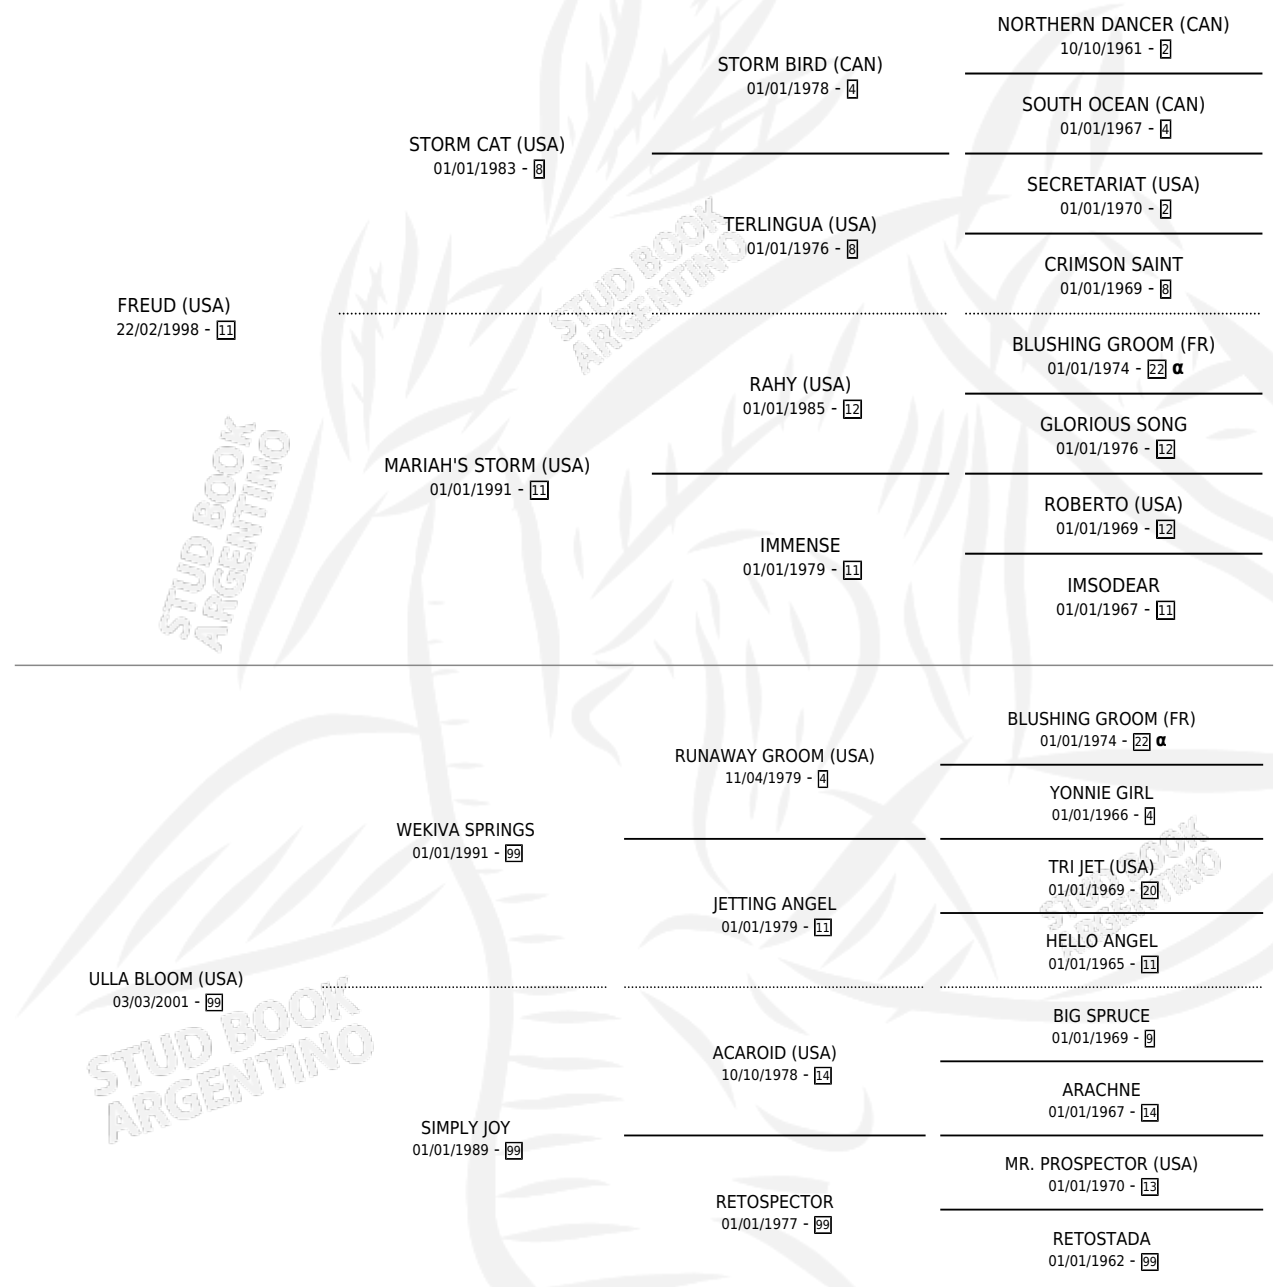 NORTHERN DANCER (CAN)
10/10/1961 - 2
STORM BIRD (CAN)
01/01/1978 - 4
SOUTH OCEAN (CAN)
01/01/1967 - 4
STORM CAT (USA)
01/01/1983 - 8
SECRETARIAT (USA)
01/01/1970 - 2
TERLINGUA (USA)
01/01/1976 - 8
CRIMSON SAINT
01/01/1969 - 8
FREUD (USA)
22/02/1998 - 11
BLUSHING GROOM (FR)
01/01/1974 - 22 α
RAHY (USA)
01/01/1985 - 12
GLORIOUS SONG
01/01/1976 - 12
MARIAH'S STORM (USA)
01/01/1991 - 11
ROBERTO (USA)
01/01/1969 - 12
IMMENSE
01/01/1979 - 11
IMSODEAR
01/01/1967 - 11
BLUSHING GROOM (FR)
01/01/1974 - 22 α
RUNAWAY GROOM (USA)
11/04/1979 - 4
YONNIE GIRL
01/01/1966 - 4
WEKIVA SPRINGS
01/01/1991 - 99
TRI JET (USA)
01/01/1969 - 20
JETTING ANGEL
01/01/1979 - 11
HELLO ANGEL
01/01/1965 - 11
ULLA BLOOM (USA)
03/03/2001 - 99
BIG SPRUCE
01/01/1969 - 9
ACAROID (USA)
10/10/1978 - 14
ARACHNE
01/01/1967 - 14
SIMPLY JOY
01/01/1989 - 99
MR. PROSPECTOR (USA)
01/01/1970 - 13
RETOSPECTOR
01/01/1977 - 99
RETOSTADA
01/01/1962 - 99
STUD BOOK
ARGENTINO
STUD BOOK
ARGENTINO
STUD BOOK
ARGENTINO
STUD BOOK
ARGENTINO